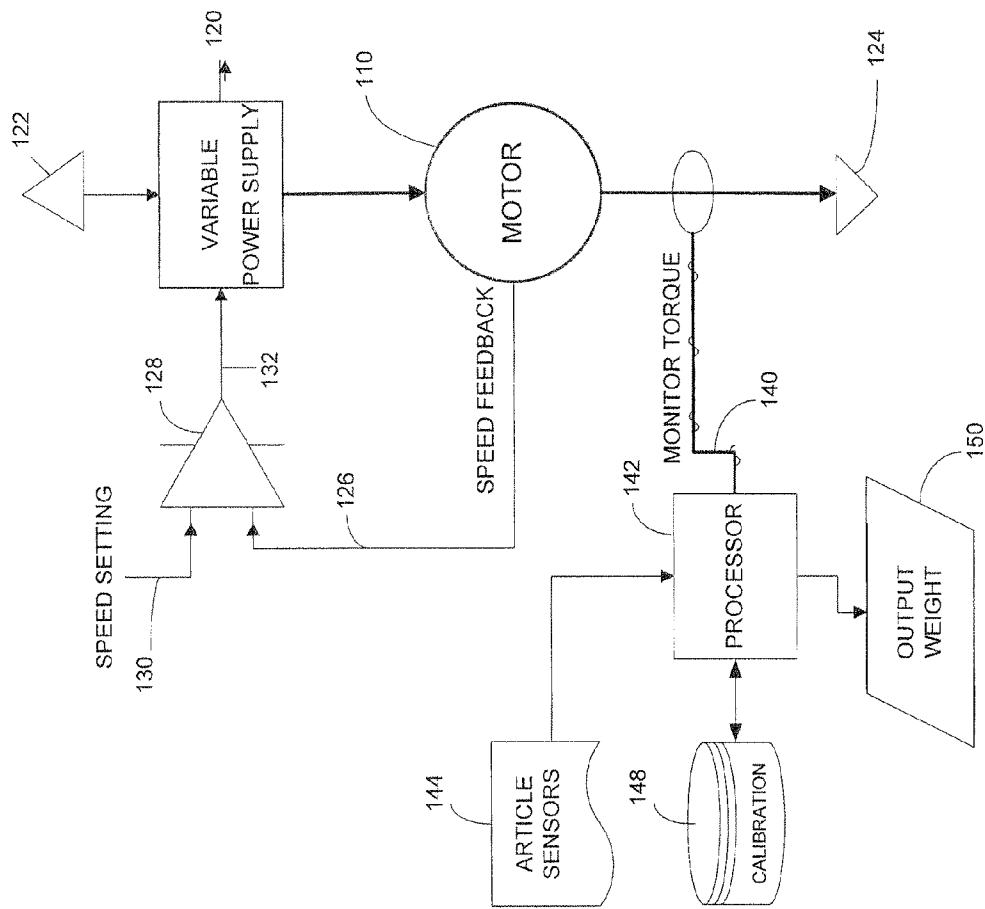 122
120
VARIABLE
POWER SUPPLY
128
132
SPEED SETTING
130
126
SPEED FEEDBACK
110
MOTOR
124
MONITOR TORQUE
140
142
PROCESSOR
150
OUTPUT
WEIGHT
144
ARTICLE
SENSORS
148
CALIBRATION